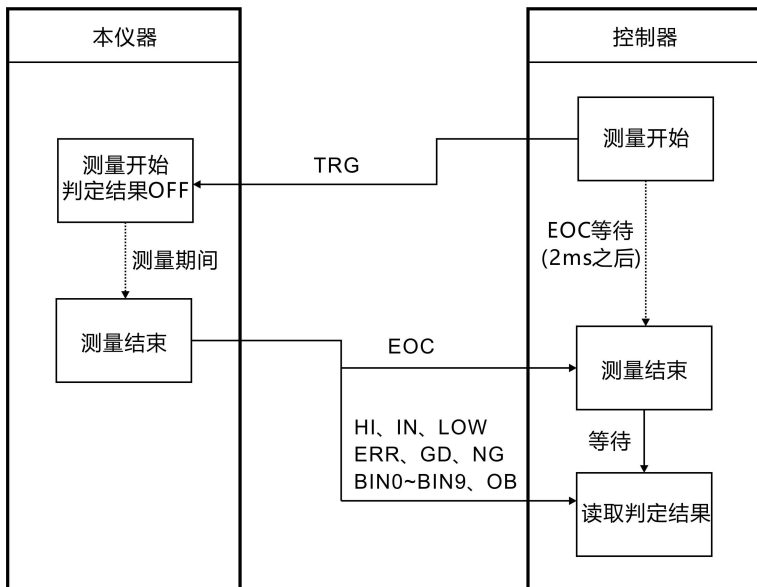 本仪器
控制器
测量开始
测量开始
判定结果OFF
TRG
EOC等待
(2ms之后)
测量期间
测量结束
EOC
测量结束
HI、IN、LOW
ERR、GD、NG
BIN0~BIN9、OB
等待
读取判定结果